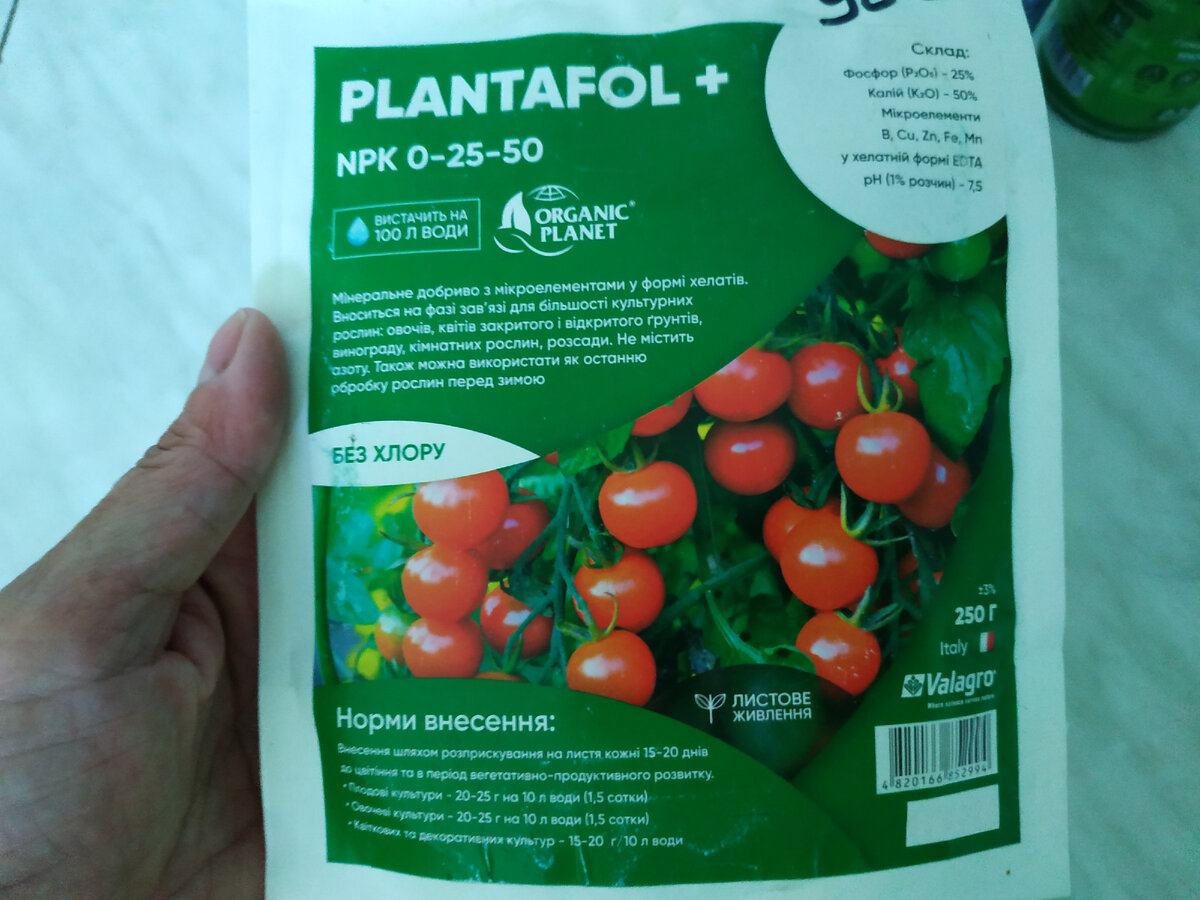 PLANTAFOL +
NPK 0-25-50
ВИСТАЧИТЬ НА
100 Л ВОДИ
ORGANIC®
PLANET
Склад:
Фосфор (P₂O₅) - 25%
Калій (K₂O) - 50%
Мікроелементи
B, Cu, Zn, Fe, Mn
у хелатній формі EDTA
pH (1% розчин) - 7,5
Мінеральне добриво з мікроелементами у формі хелатів.
Вноситься на фазі зав'язі для більшості культурних
рослин: овочів, квітів закритого і відкритого ґрунтів,
винограду, кімнатних рослин, розсади. Не містить
азоту. Також можна використати як останню
обробку рослин перед зимою
БЕЗ ХЛОРУ
±3%
250 Г
Italy
Valagro®
ЛИСТОВЕ
ЖИВЛЕННЯ
4 820166 852994
Норми внесення:
Внесення шляхом розприскування на листя кожні 15-20 днів
до цвітіння та в період вегетативно-продуктивного розвитку.
• Плодові культури - 20-25 г на 10 л води (1,5 сотки)
• Овочеві культури - 20-25 г на 10 л води (1,5 сотки)
• Квіткових та декоративних культур - 15-20 г/10 л води